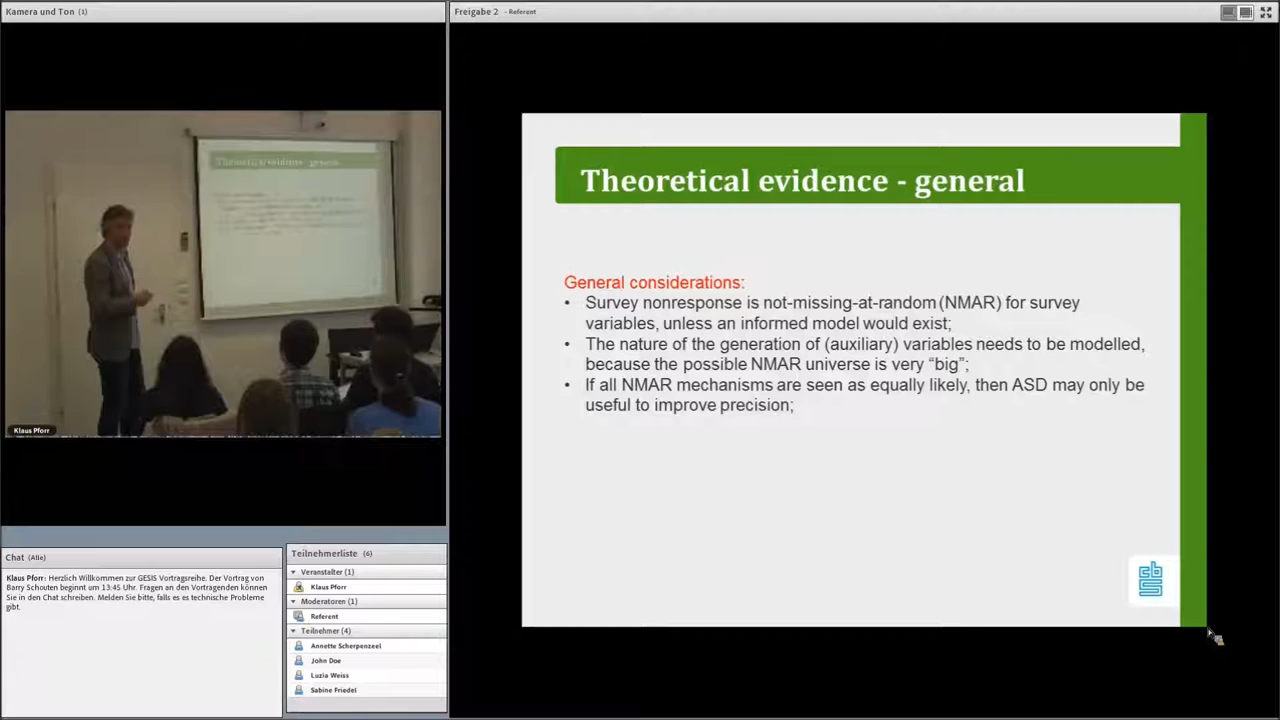 Kamera und Ton (1)
Theoretical evidence - general
Klaus Pforr
Chat (Alle)
Klaus Pforr: Herzlich Willkommen zur GESIS Vortragsreihe. Der Vortrag von
Barry Schouten beginnt um 13:45 Uhr. Fragen an den Vortragenden können
Sie in den Chat schreiben. Melden Sie bitte, falls es es technische Probleme
gibt.
Teilnehmerliste (6)
Veranstalter (1)
Klaus Pforr
Moderatoren (1)
Referent
Teilnehmer (4)
Annette Scherpenzeel
John Doe
Luzia Weiss
Sabine Friedel
Freigabe 2 - Referent
Theoretical evidence - general
General considerations:
• Survey nonresponse is not-missing-at-random (NMAR) for survey
variables, unless an informed model would exist;
• The nature of the generation of (auxiliary) variables needs to be modelled,
because the possible NMAR universe is very “big”;
• If all NMAR mechanisms are seen as equally likely, then ASD may only be
useful to improve precision;
cbs